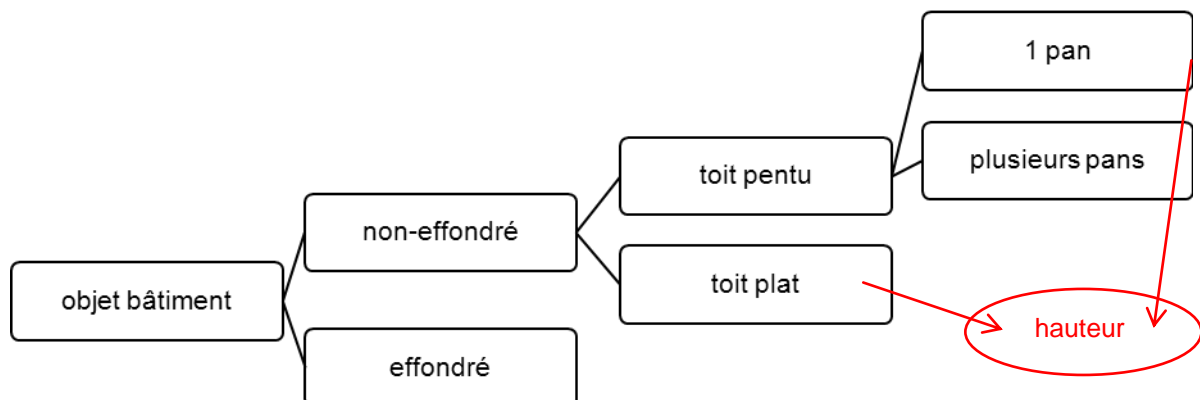 1 pan
plusieurs pans
toit pentu
non-effondré
toit plat
objet bâtiment
hauteur
effondré